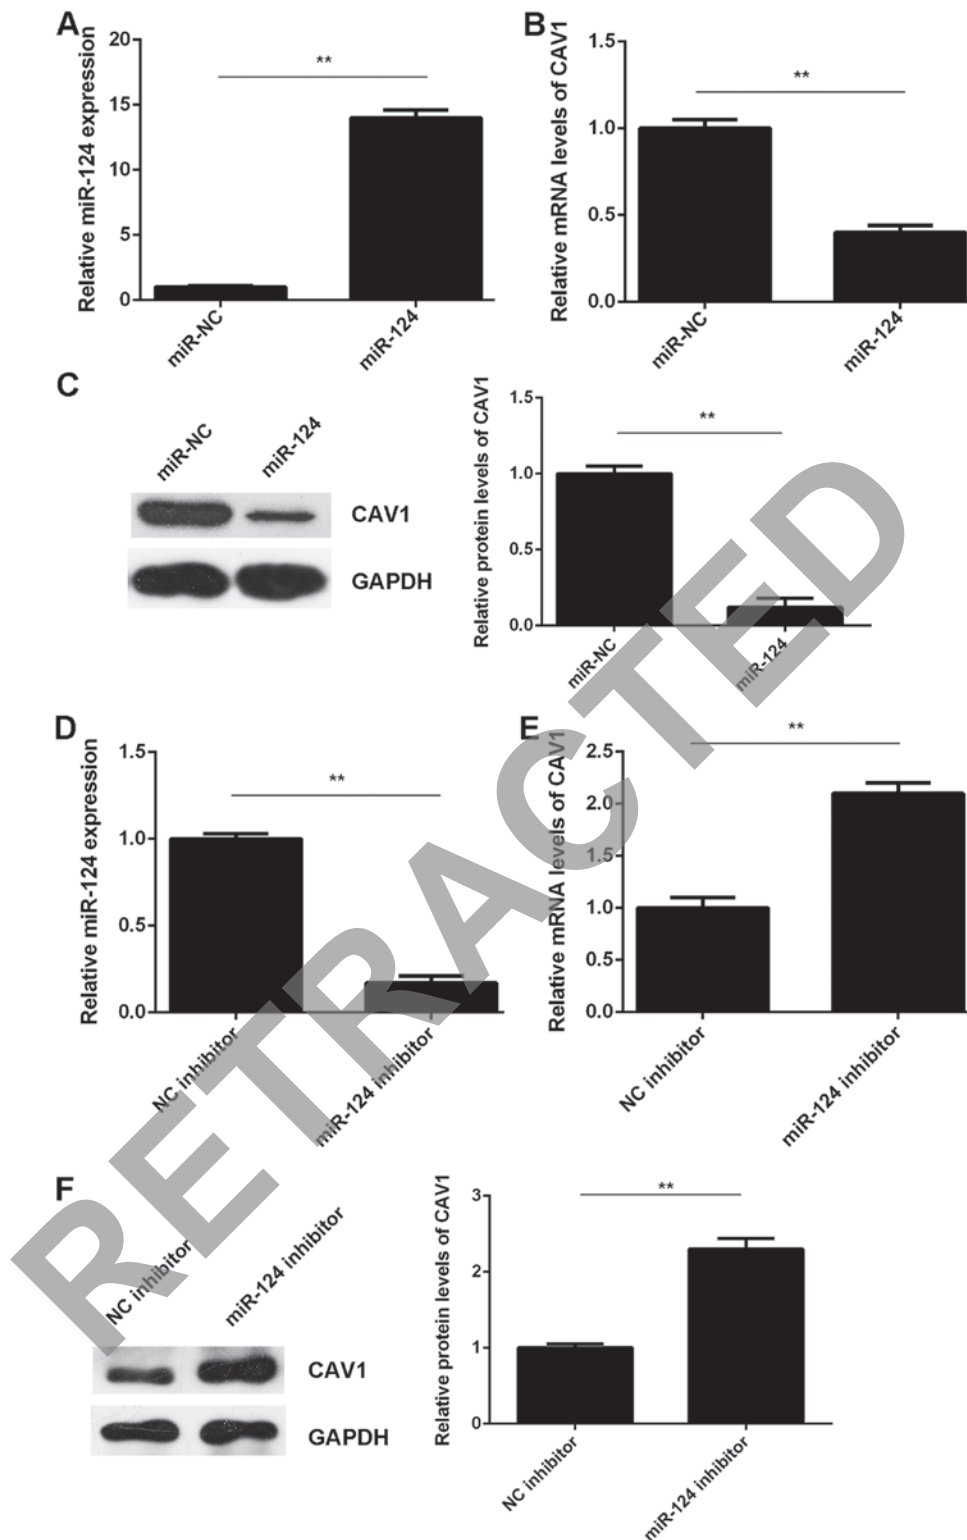 A
Relative miR-124 expression
20
15
10
5
0
**
miR-NC
miR-124
B
Relative mRNA levels of CAV1
1.5
1.0
0.5
0.0
**
miR-NC
miR-124
C
miR-NC
miR-124
CAV1
GAPDH
Relative protein levels of CAV1
1.5
1.0
0.5
0.0
**
miR-NC
miR-124
D
Relative miR-124 expression
1.5
1.0
0.5
0.0
**
NC inhibitor
miR-124 inhibitor
E
Relative mRNA levels of CAV1
2.5
2.0
1.5
1.0
0.5
0.0
**
NC inhibitor
miR-124 inhibitor
F
NC inhibitor
miR-124 inhibitor
CAV1
GAPDH
Relative protein levels of CAV1
3
2
1
0
**
NC inhibitor
miR-124 inhibitor
RETRACTED